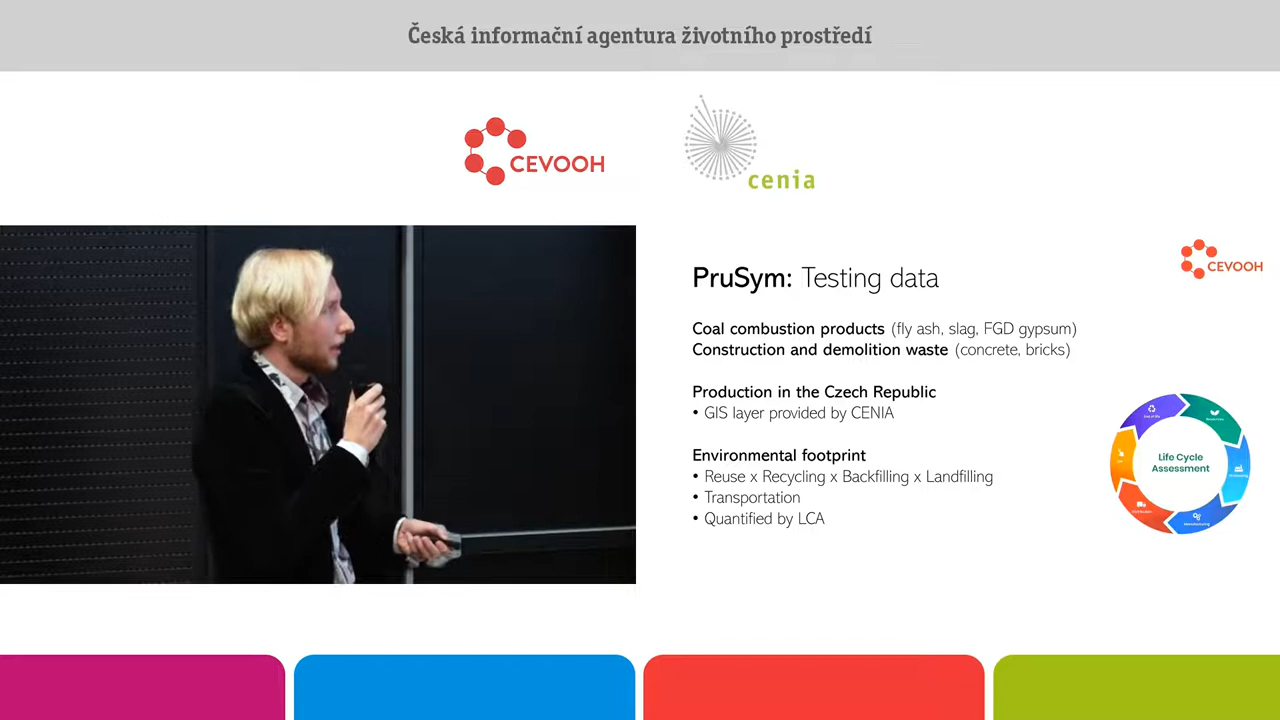 Česká informační agentura životního prostředí
CEVOOH
cenia
CEVOOH
PruSym: Testing data
Coal combustion products (fly ash, slag, FGD gypsum)
Construction and demolition waste (concrete, bricks)
Production in the Czech Republic
• GIS layer provided by CENIA
Environmental footprint
• Reuse x Recycling x Backfilling x Landfilling
• Transportation
• Quantified by LCA
Life Cycle
Assessment